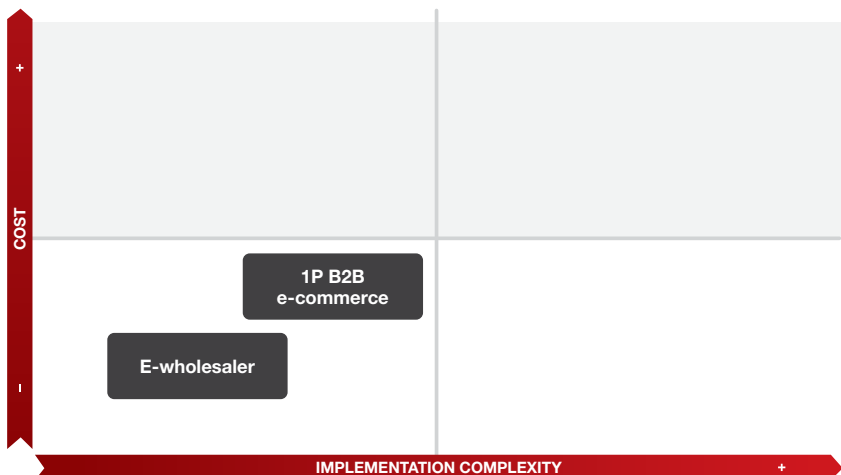 +
COST
1P B2B
e-commerce
E-wholesaler
–
IMPLEMENTATION COMPLEXITY
+